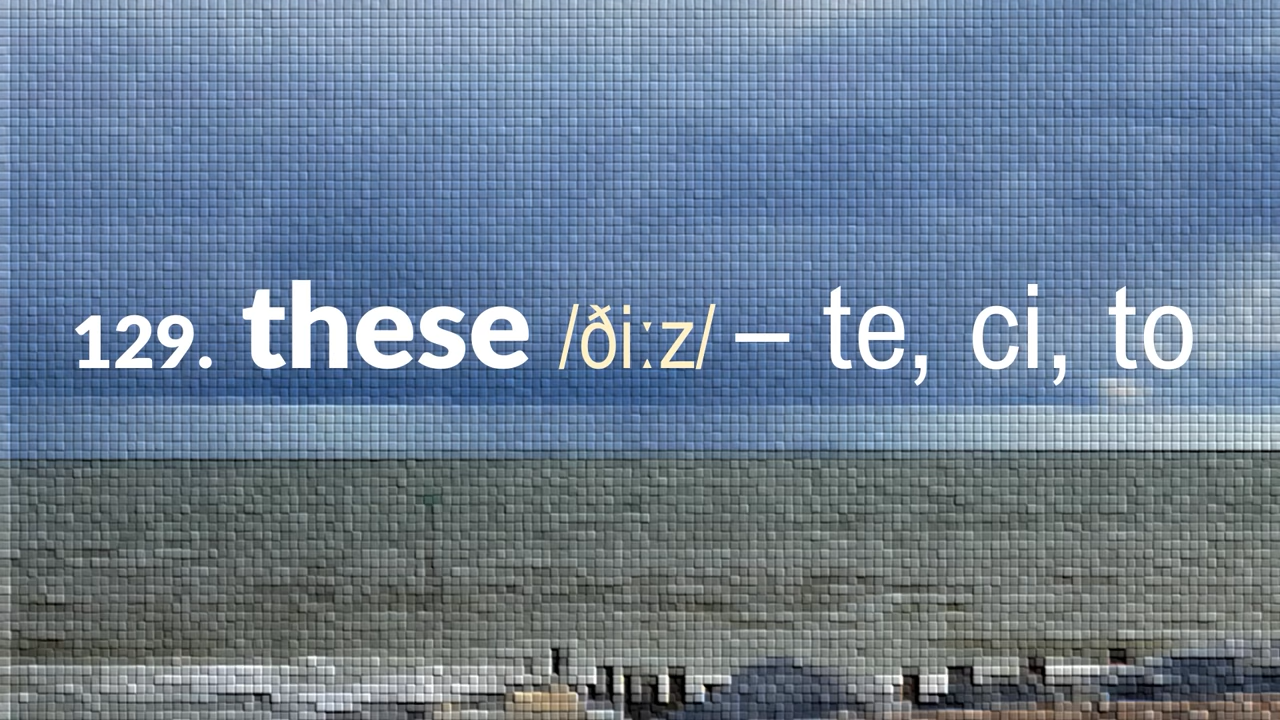 129. these /ðiːz/ – te, ci, to